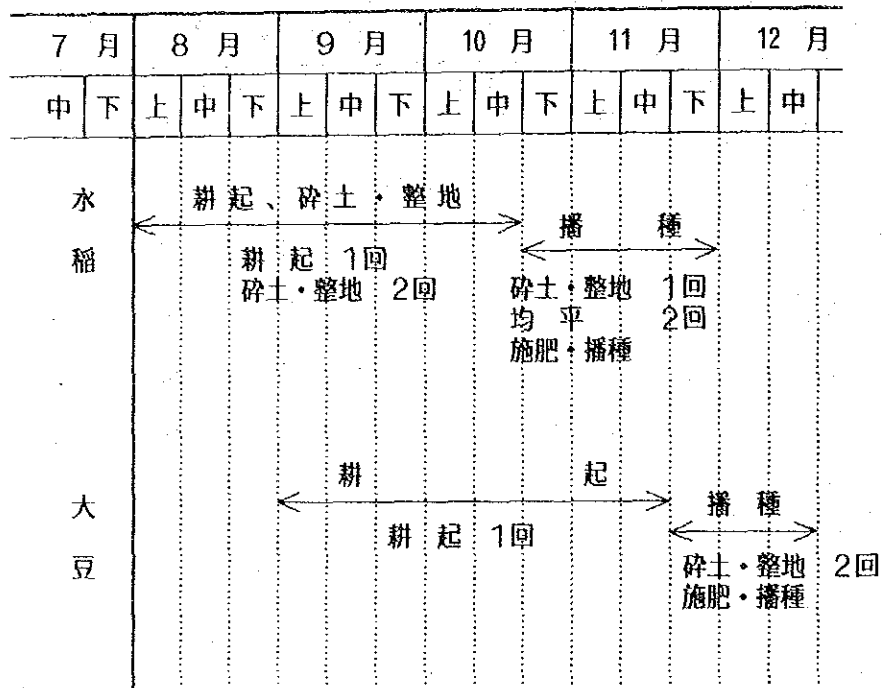 7 月 8 月 9 月 10 月 11 月 12 月
中 下 上 中 下 上 中 下 上 中 下 上 中 下 上 中
水稲
耕起、砕土・整地
耕起 1回
砕土・整地 2回
播種
砕土・整地 1回
均平 2回
施肥・播種
大豆
耕起
耕起 1回
播種
砕土・整地 2回
施肥・播種